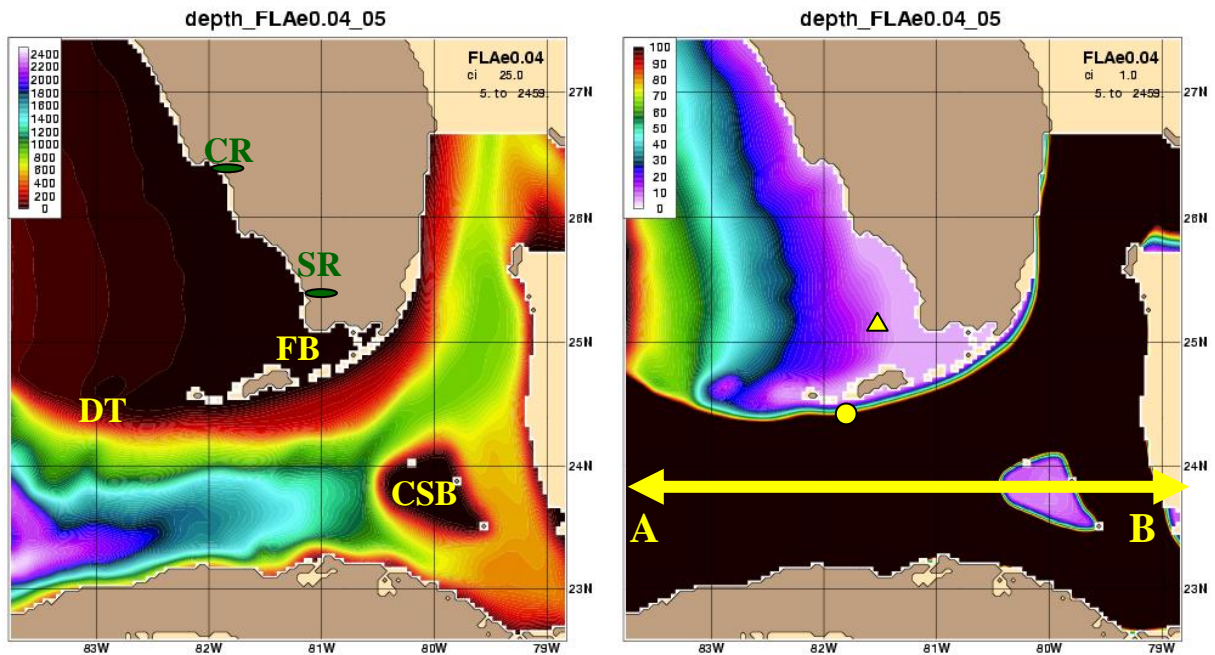 depth_FLAe0.04_05
2400
2200
2000
1800
1600
1400
1200
1000
800
600
400
200
0
FLAe0.04
ci 25.0
5. to 2459.
CR
SR
FB
DT
CSB
27N
26N
25N
24N
23N
83W 82W 81W 80W 79W
depth_FLAe0.04_05
100
90
80
70
60
50
40
30
20
10
0
FLAe0.04
ci 1.0
5. to 2459.
A B
27N
26N
25N
24N
23N
83W 82W 81W 80W 79W